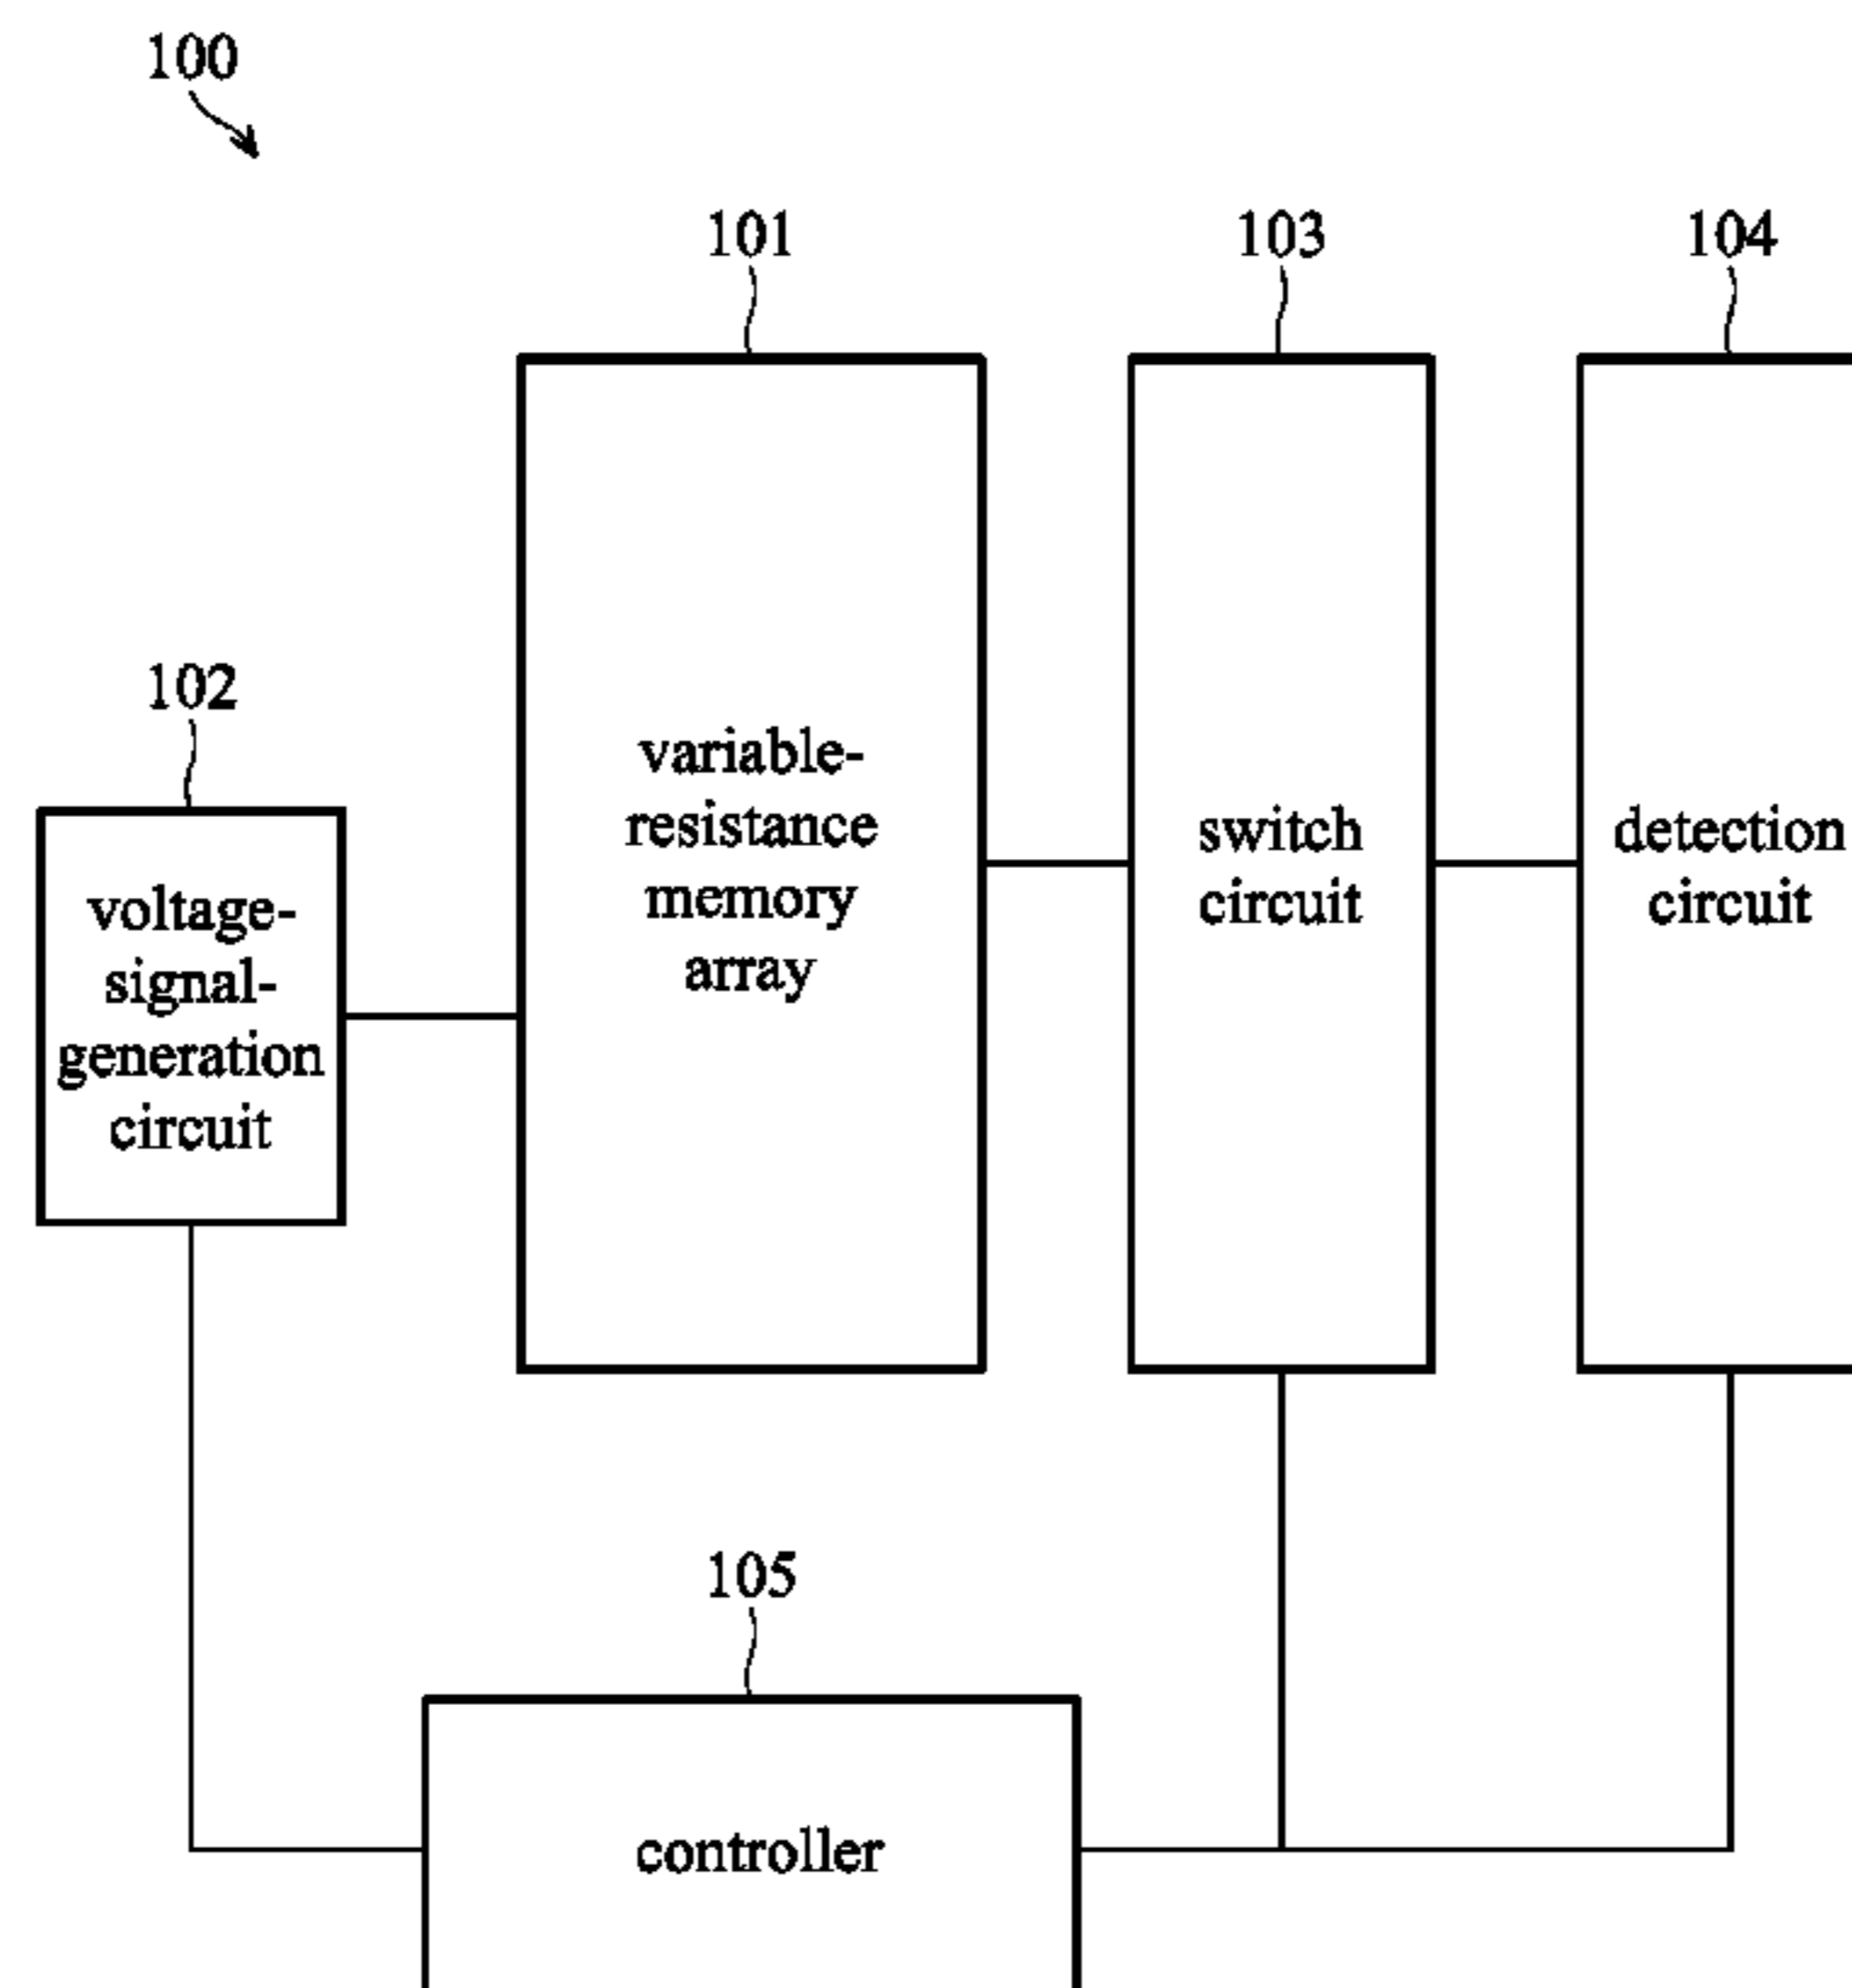 100
101
103
104
102
variable-
resistance
memory
array
switch
circuit
detection
circuit
voltage-
signal-
generation
circuit
105
controller